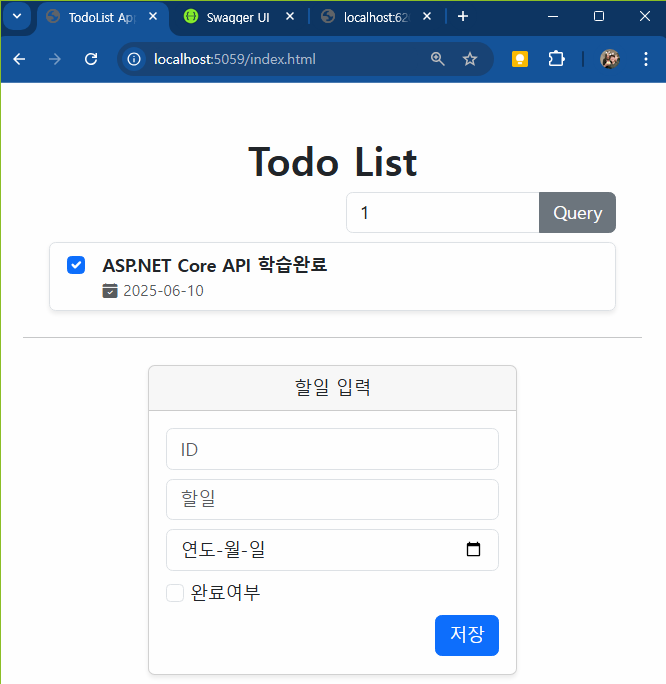 TodoList Ap
Swagger UI
localhost:620
localhost:5059/index.html
Todo List
1
Query
ASP.NET Core API 학습완료
2025-06-10
할일 입력
ID
할일
연도-월-일
완료여부
저장